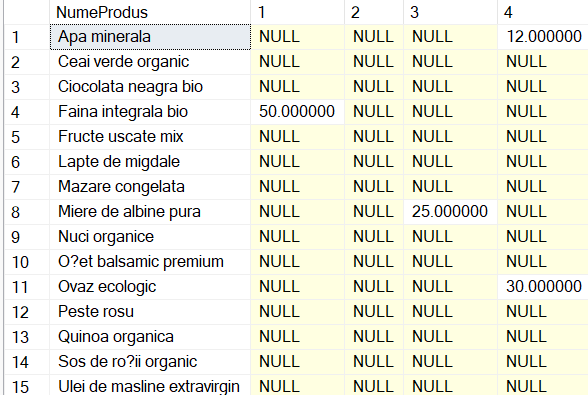 NumeProdus 1 2 3 4
1 Apa minerala NULL NULL NULL 12.000000
2 Ceai verde organic NULL NULL NULL NULL
3 Ciocolata neagra bio NULL NULL NULL NULL
4 Faina integrala bio 50.000000 NULL NULL NULL
5 Fructe uscate mix NULL NULL NULL NULL
6 Lapte de migdale NULL NULL NULL NULL
7 Mazare congelata NULL NULL NULL NULL
8 Miere de albine pura NULL NULL 25.000000 NULL
9 Nuci organice NULL NULL NULL NULL
10 O?et balsamic premium NULL NULL NULL NULL
11 Ovaz ecologic NULL NULL NULL 30.000000
12 Peste rosu NULL NULL NULL NULL
13 Quinoa organica NULL NULL NULL NULL
14 Sos de ro?ii organic NULL NULL NULL NULL
15 Ulei de masline extravirgin NULL NULL NULL NULL